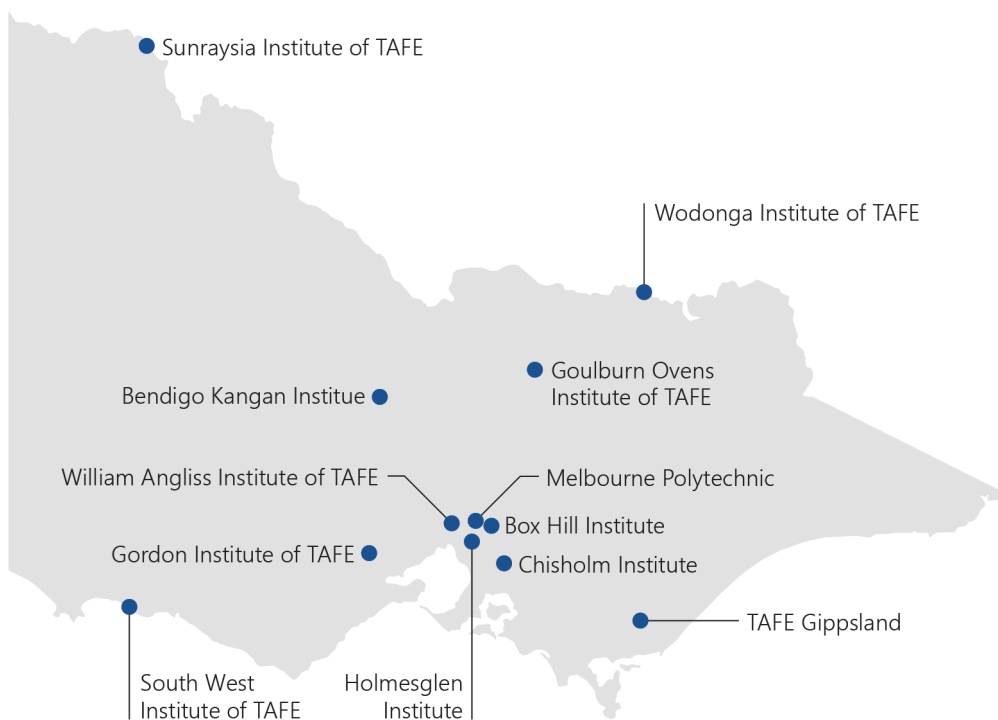 Sunraysia Institute of TAFE
Wodonga Institute of TAFE
Goulburn Ovens
Institute of TAFE
Bendigo Kangan Institue
William Angliss Institute of TAFE
Melbourne Polytechnic
Box Hill Institute
Gordon Institute of TAFE
Chisholm Institute
TAFE Gippsland
South West
Institute of TAFE
Holmesglen
Institute